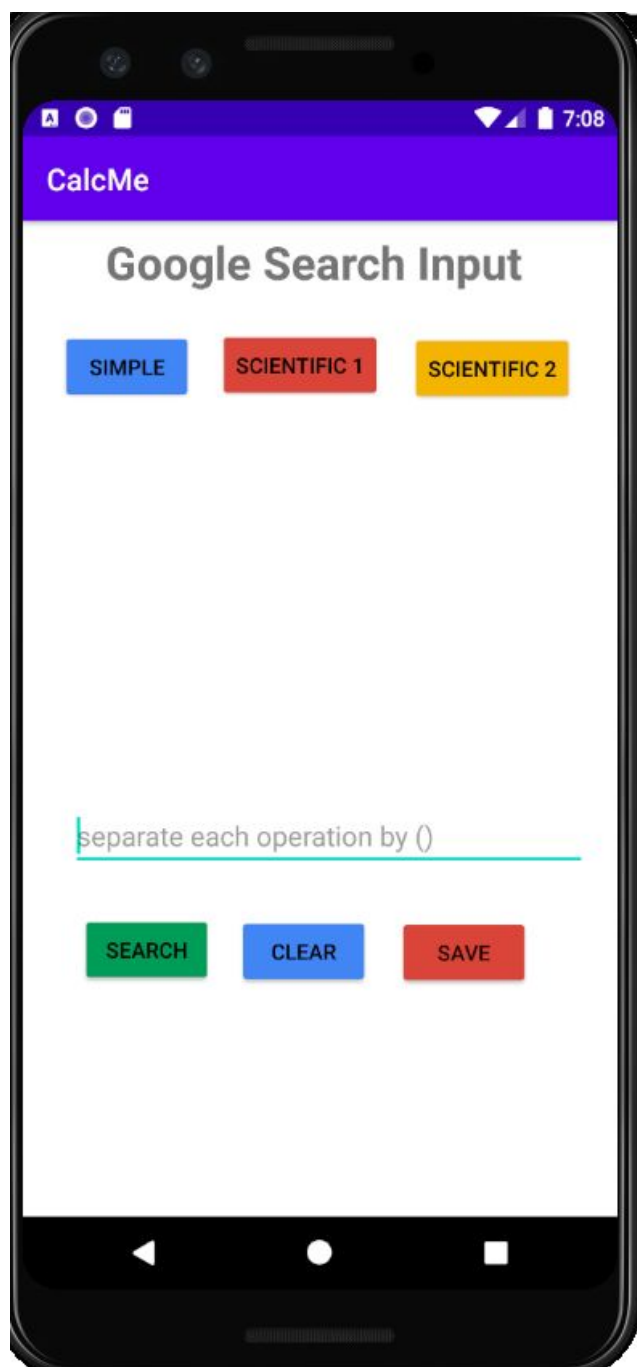 7:08
CalcMe
Google Search Input
SIMPLE SCIENTIFIC 1 SCIENTIFIC 2
separate each operation by ()
SEARCH CLEAR SAVE